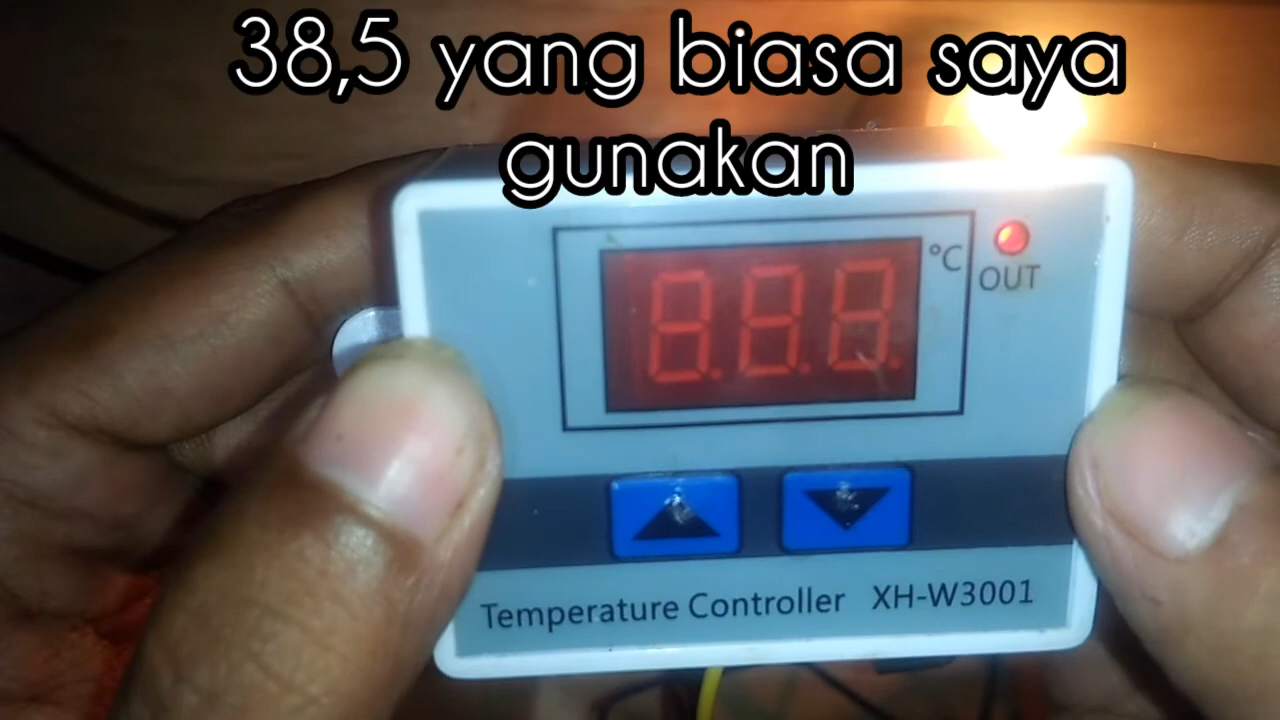 38,5 yang biasa saya
gunakan
°C
OUT
Temperature Controller XH-W3001